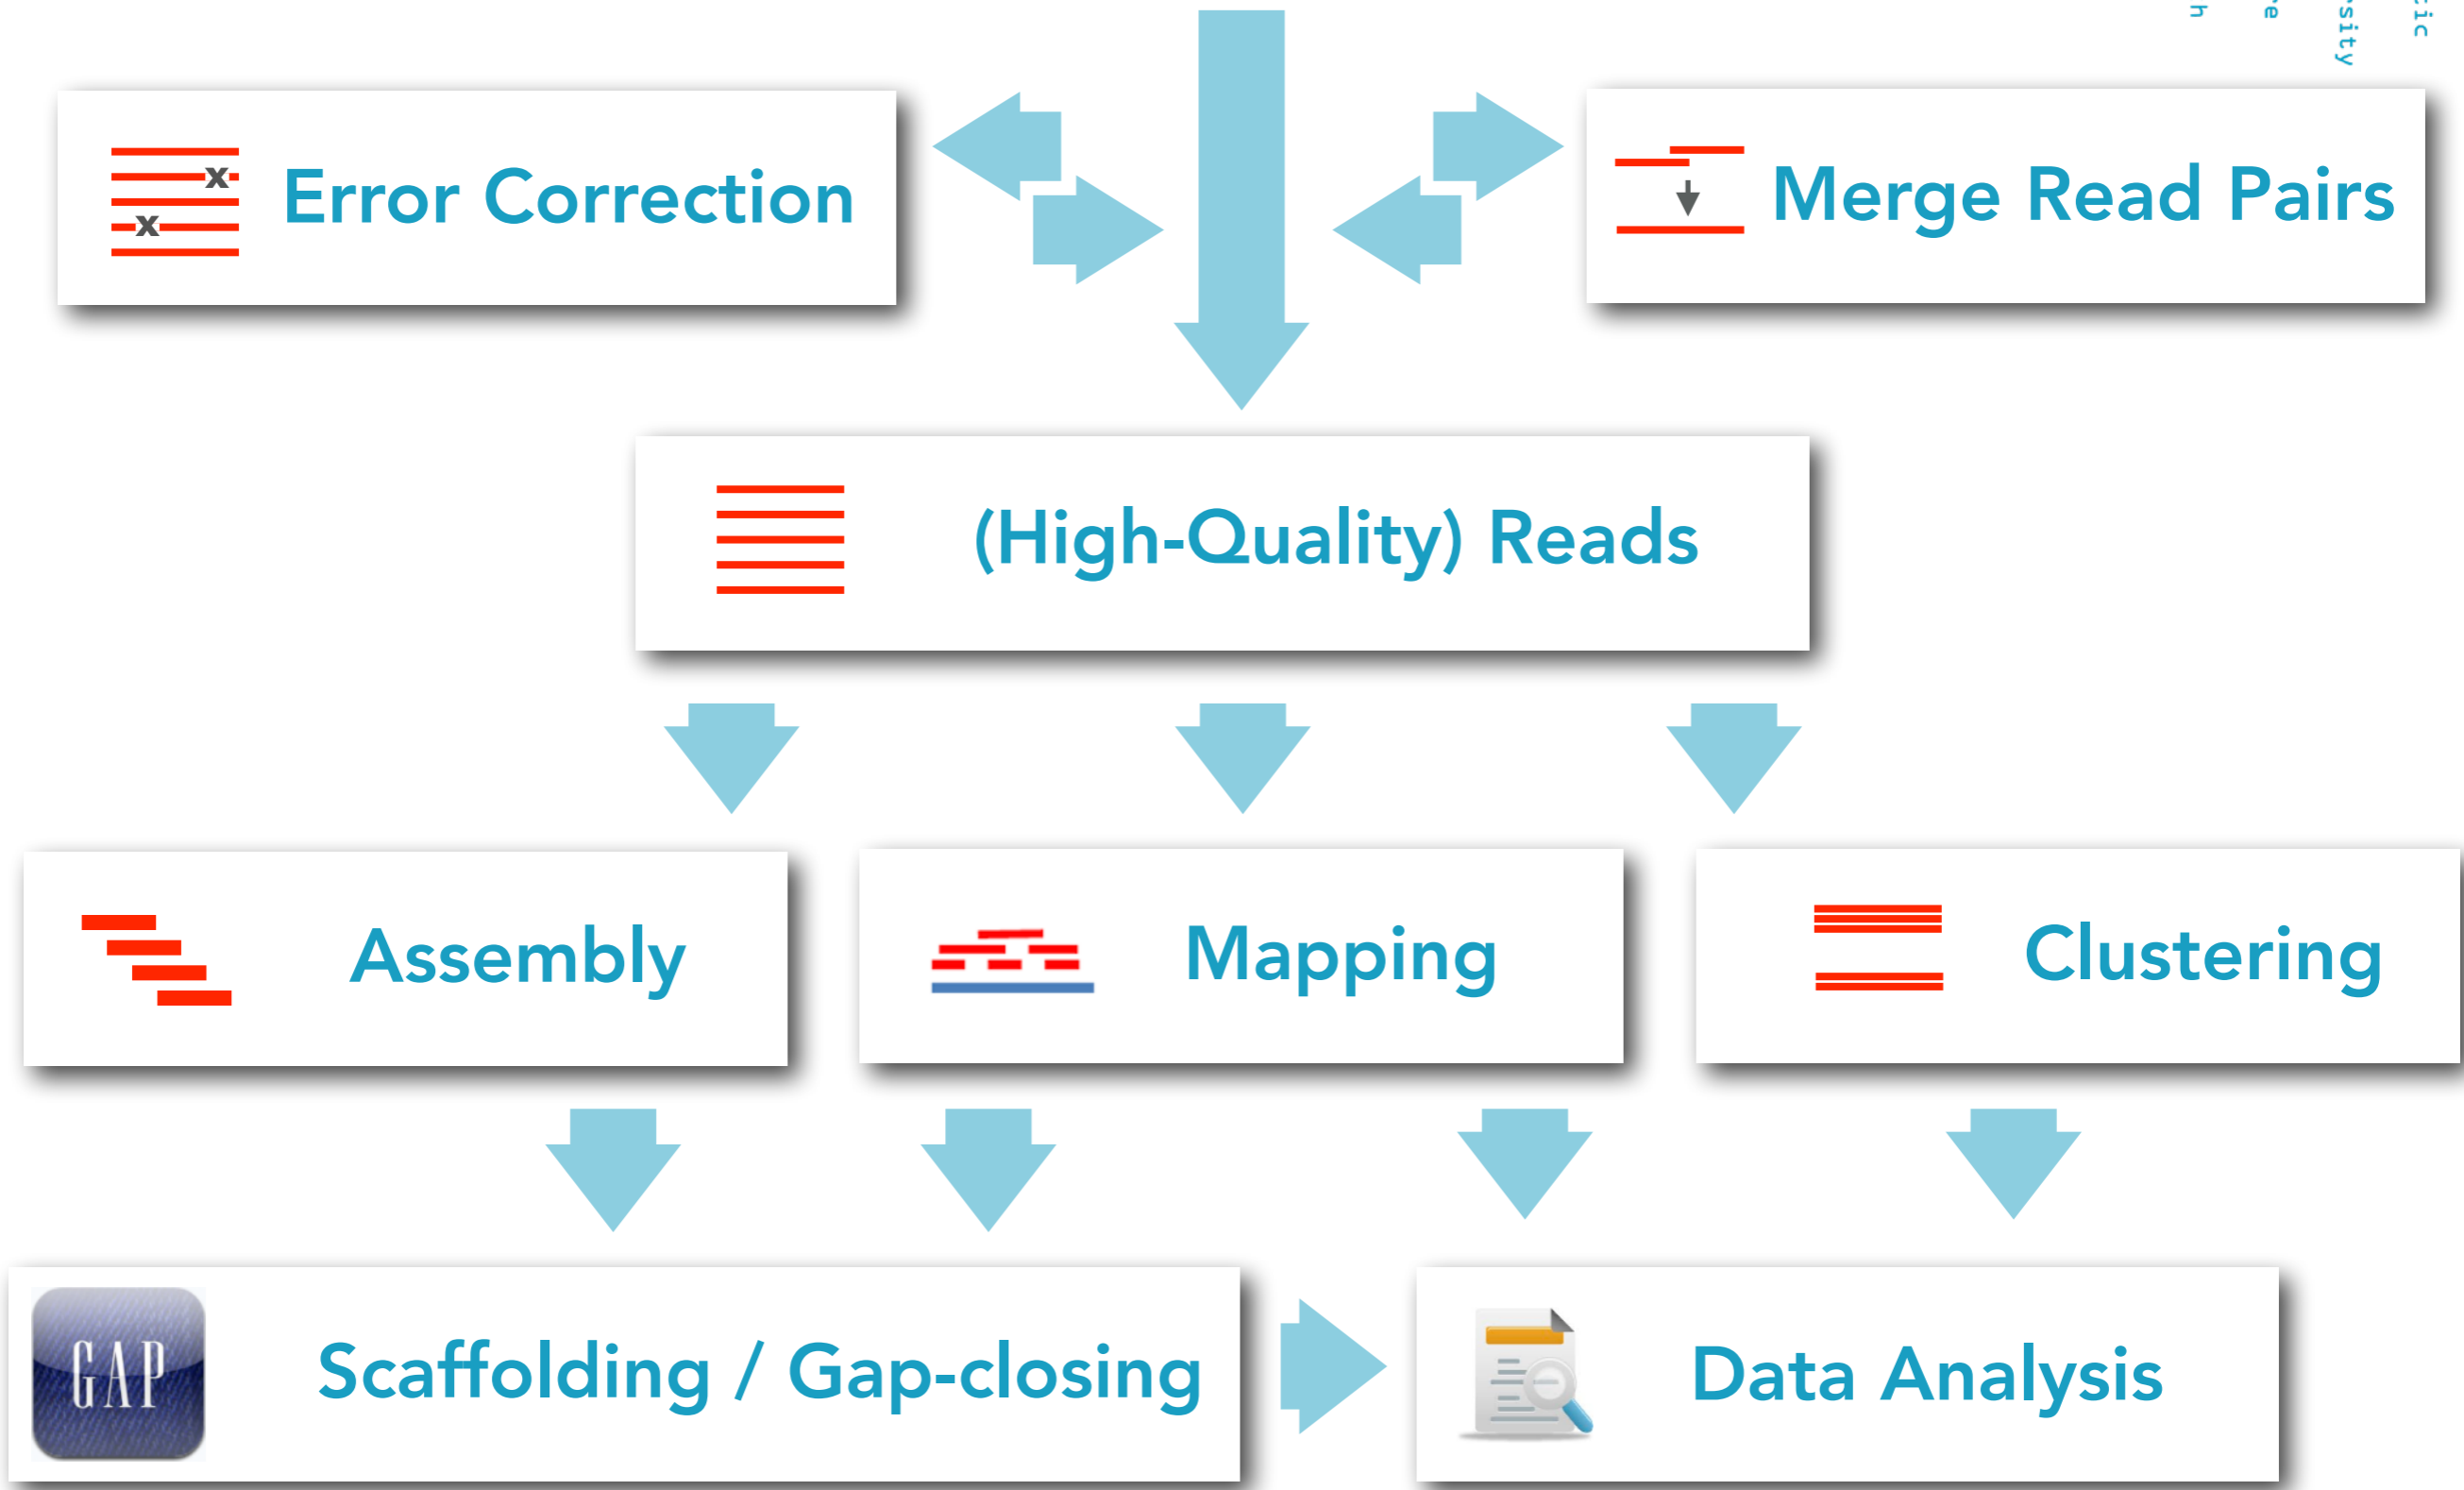 Error Correction
Merge Read Pairs
(High-Quality) Reads
Assembly
Mapping
Clustering
GAP
Scaffolding / Gap-closing
Data Analysis